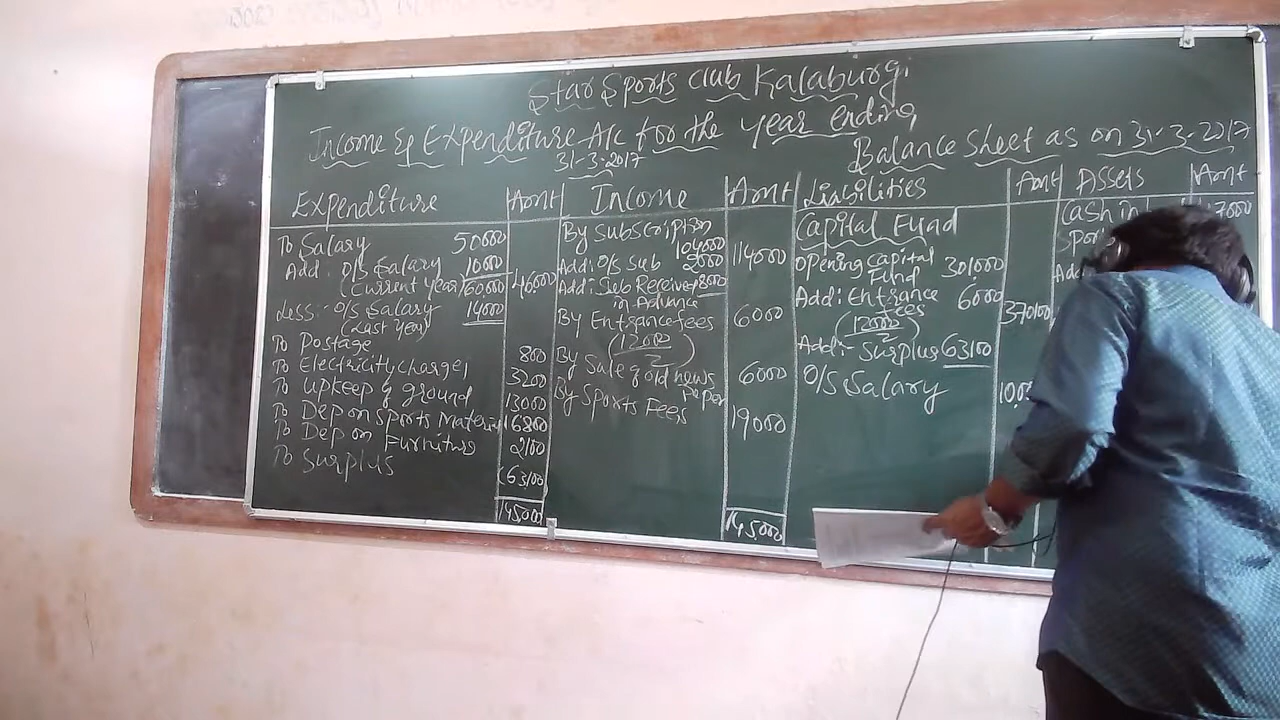 Star Sports club Kalaburgi
Income & Expenditure A/c for the year ending
31-3-2017
Balance Sheet as on 31-3-2017
Expenditure Amt Income Amt
To Salary 50000
Add: O/S Salary 10000
(Current year) 60000 46000
Less:- O/S Salary 14000
(Last Year)
To Postage 800
To Electricity charges 3200
To Upkeep of ground 13000
To Dep on Sports Material 16800
To Dep on Furniture 2100
To Surplus 63100
145,000
By Subscription
104000 114000
Add: O/S Sub 2000
Add: Sub Received 8000
in Advance
By Entrance fees 6000
(12000/2)
By Sale of old news 6000
Paper
By Sports Fees 19000
145,000
Liabilities Amt Assets Amt
Capital Fund
Opening Capital 301000
Fund
Add: Entrance 6000
fees 370100
(12000/2)
Add:- Surplus 63100
O/S Salary
Cash in